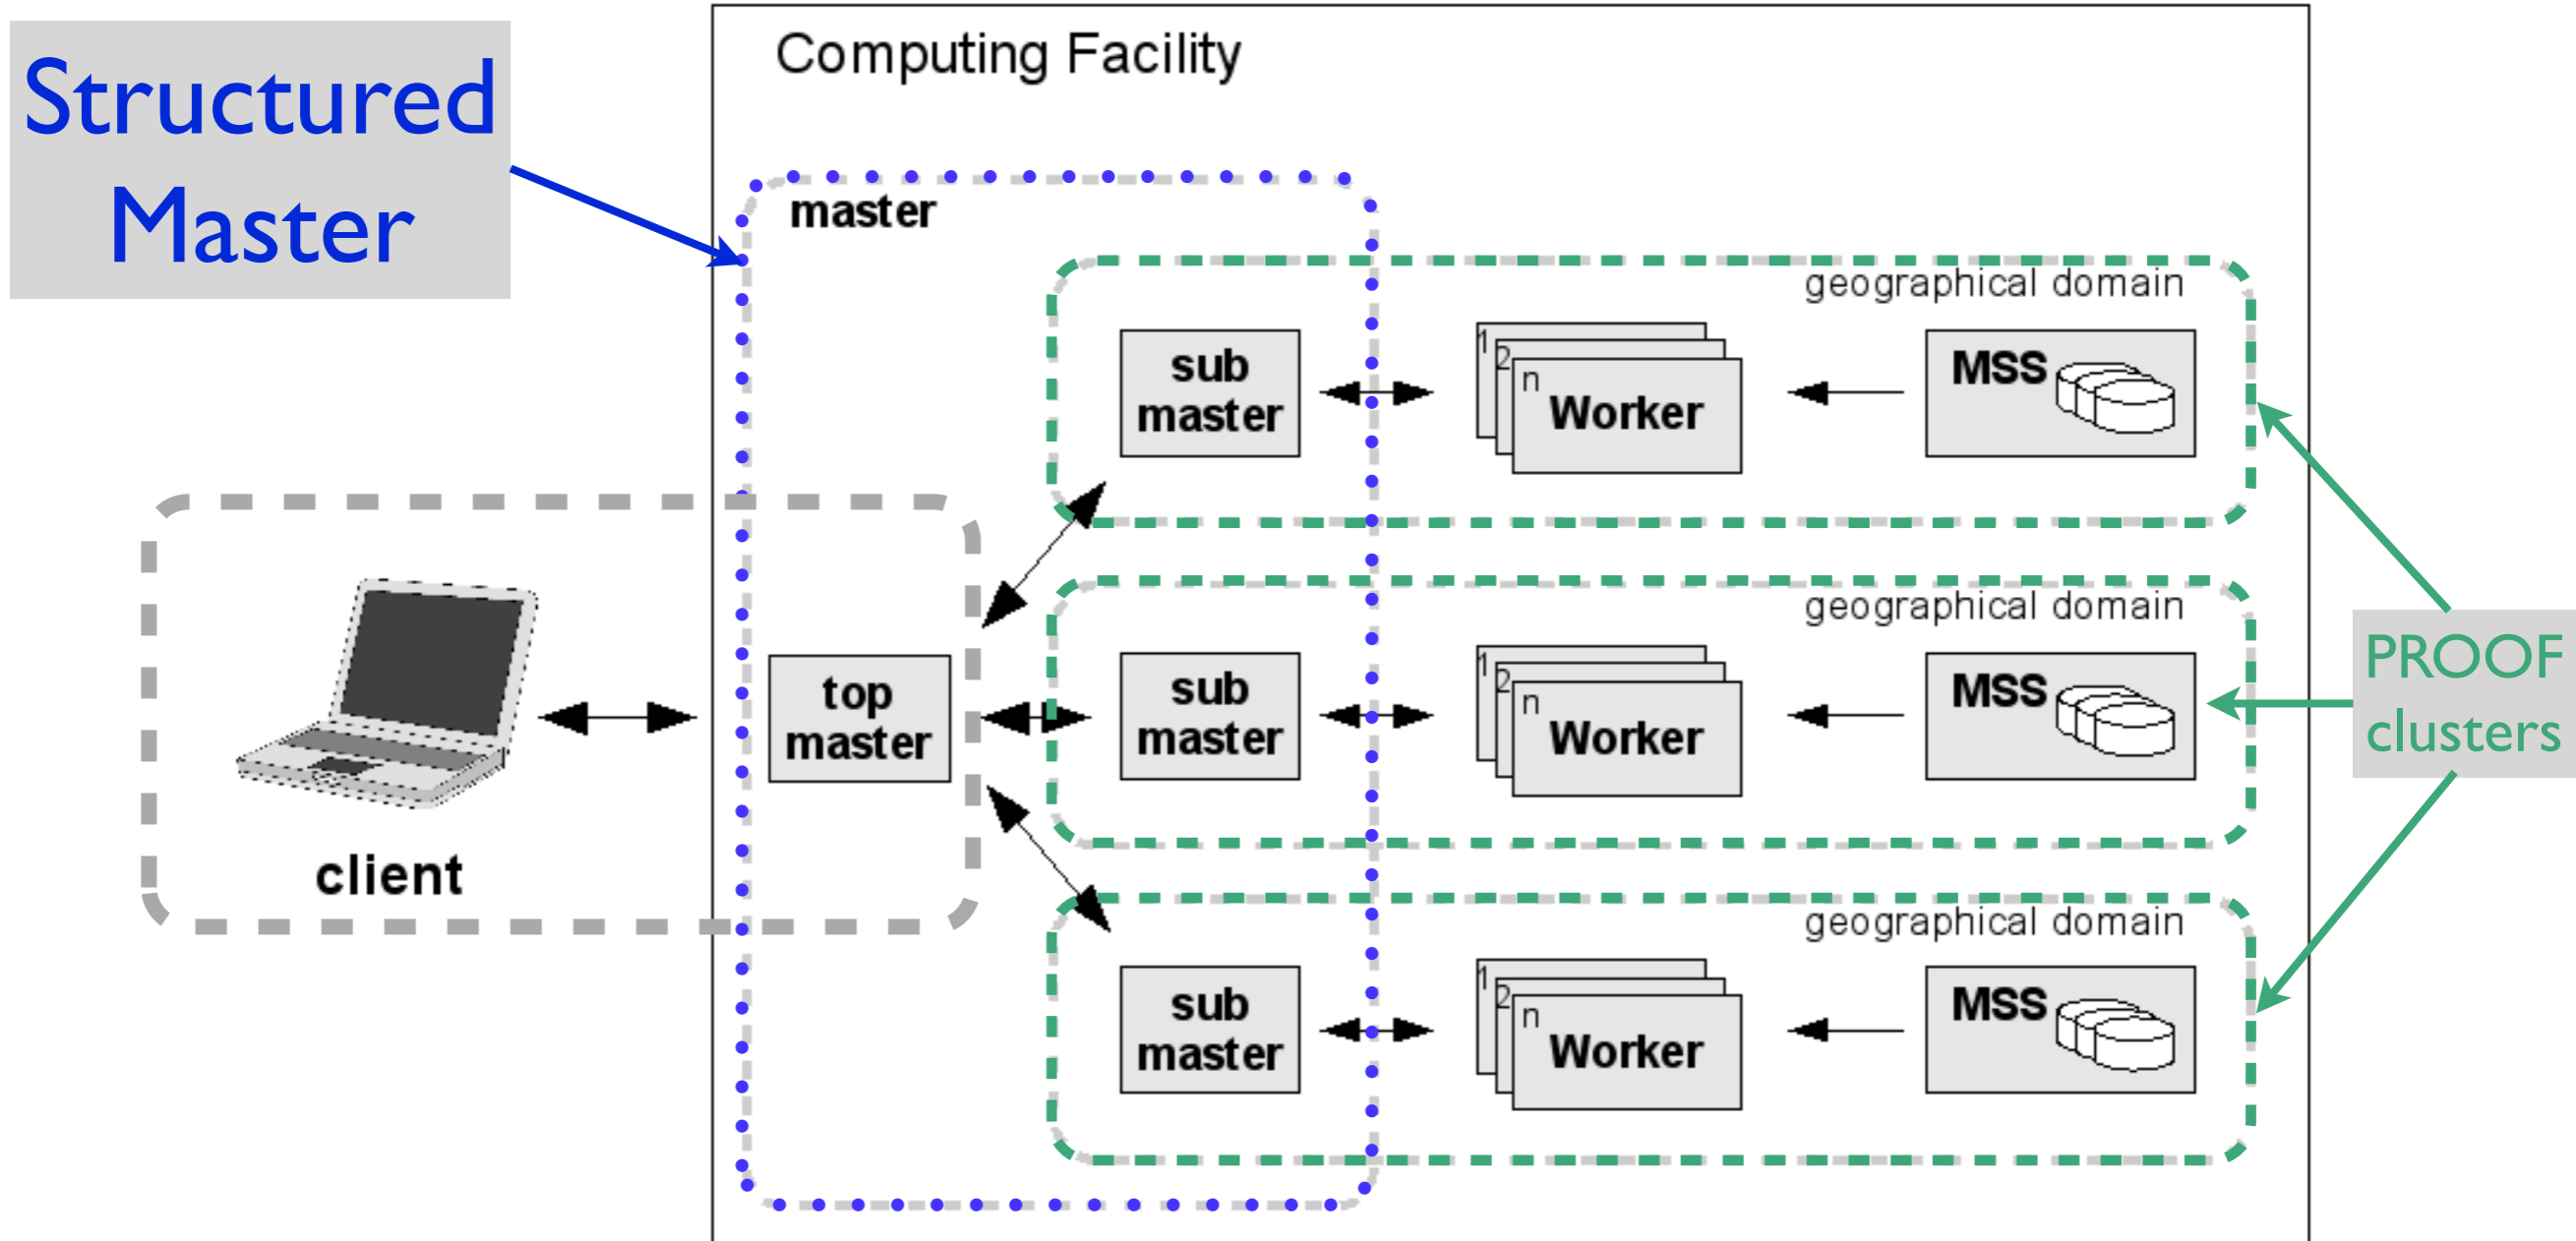 Structured
Master
Computing Facility
master
geographical domain
sub
master
1
2
n
Worker
MSS
client
top
master
geographical domain
sub
master
1
2
n
Worker
MSS
PROOF
clusters
geographical domain
sub
master
1
2
n
Worker
MSS